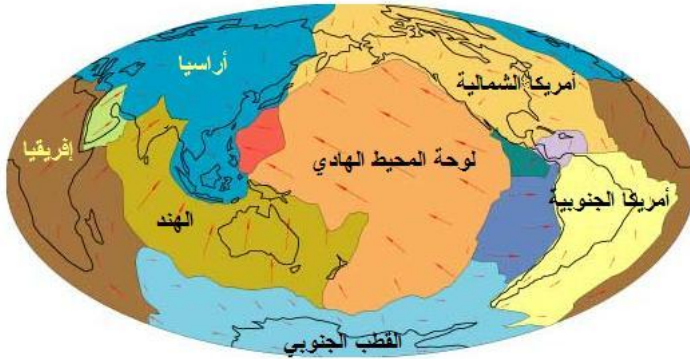 أراسيا
أمريكا الشمالية
إفريقيا
لوحة المحيط الهادي
أمريكا الجنوبية
الهند
القطب الجنوبي